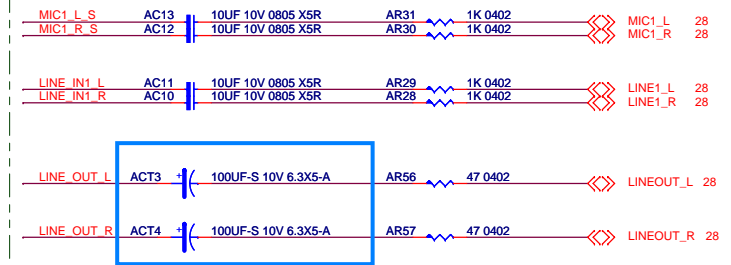 MIC1_L_S AC13 10UF 10V 0805 X5R AR31 1K 0402 MIC1_L 28
MIC1_R_S AC12 10UF 10V 0805 X5R AR30 1K 0402 MIC1_R 28
LINE_IN1_L AC11 10UF 10V 0805 X5R AR29 1K 0402 LINE1_L 28
LINE_IN1_R AC10 10UF 10V 0805 X5R AR28 1K 0402 LINE1_R 28
LINE_OUT_L ACT3 + 100UF-S 10V 6.3X5-A AR56 47 0402 LINEOUT_L 28
LINE_OUT_R ACT4 + 100UF-S 10V 6.3X5-A AR57 47 0402 LINEOUT_R 28